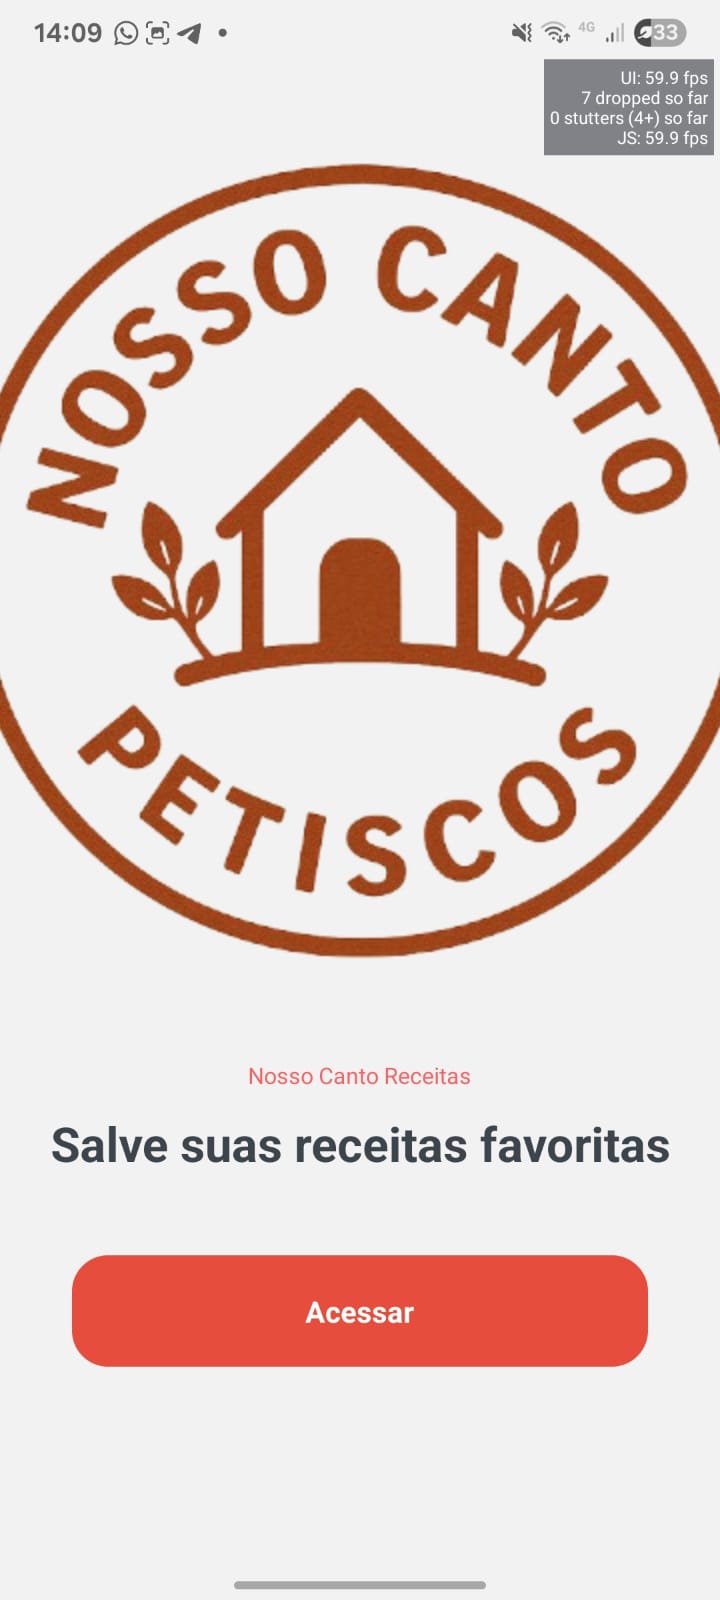 14:09
4G
33
UI: 59.9 fps
7 dropped so far
0 stutters (4+) so far
JS: 59.9 fps
NOSSO CANTO
PETISCOS
Nosso Canto Receitas
Salve suas receitas favoritas
Acessar